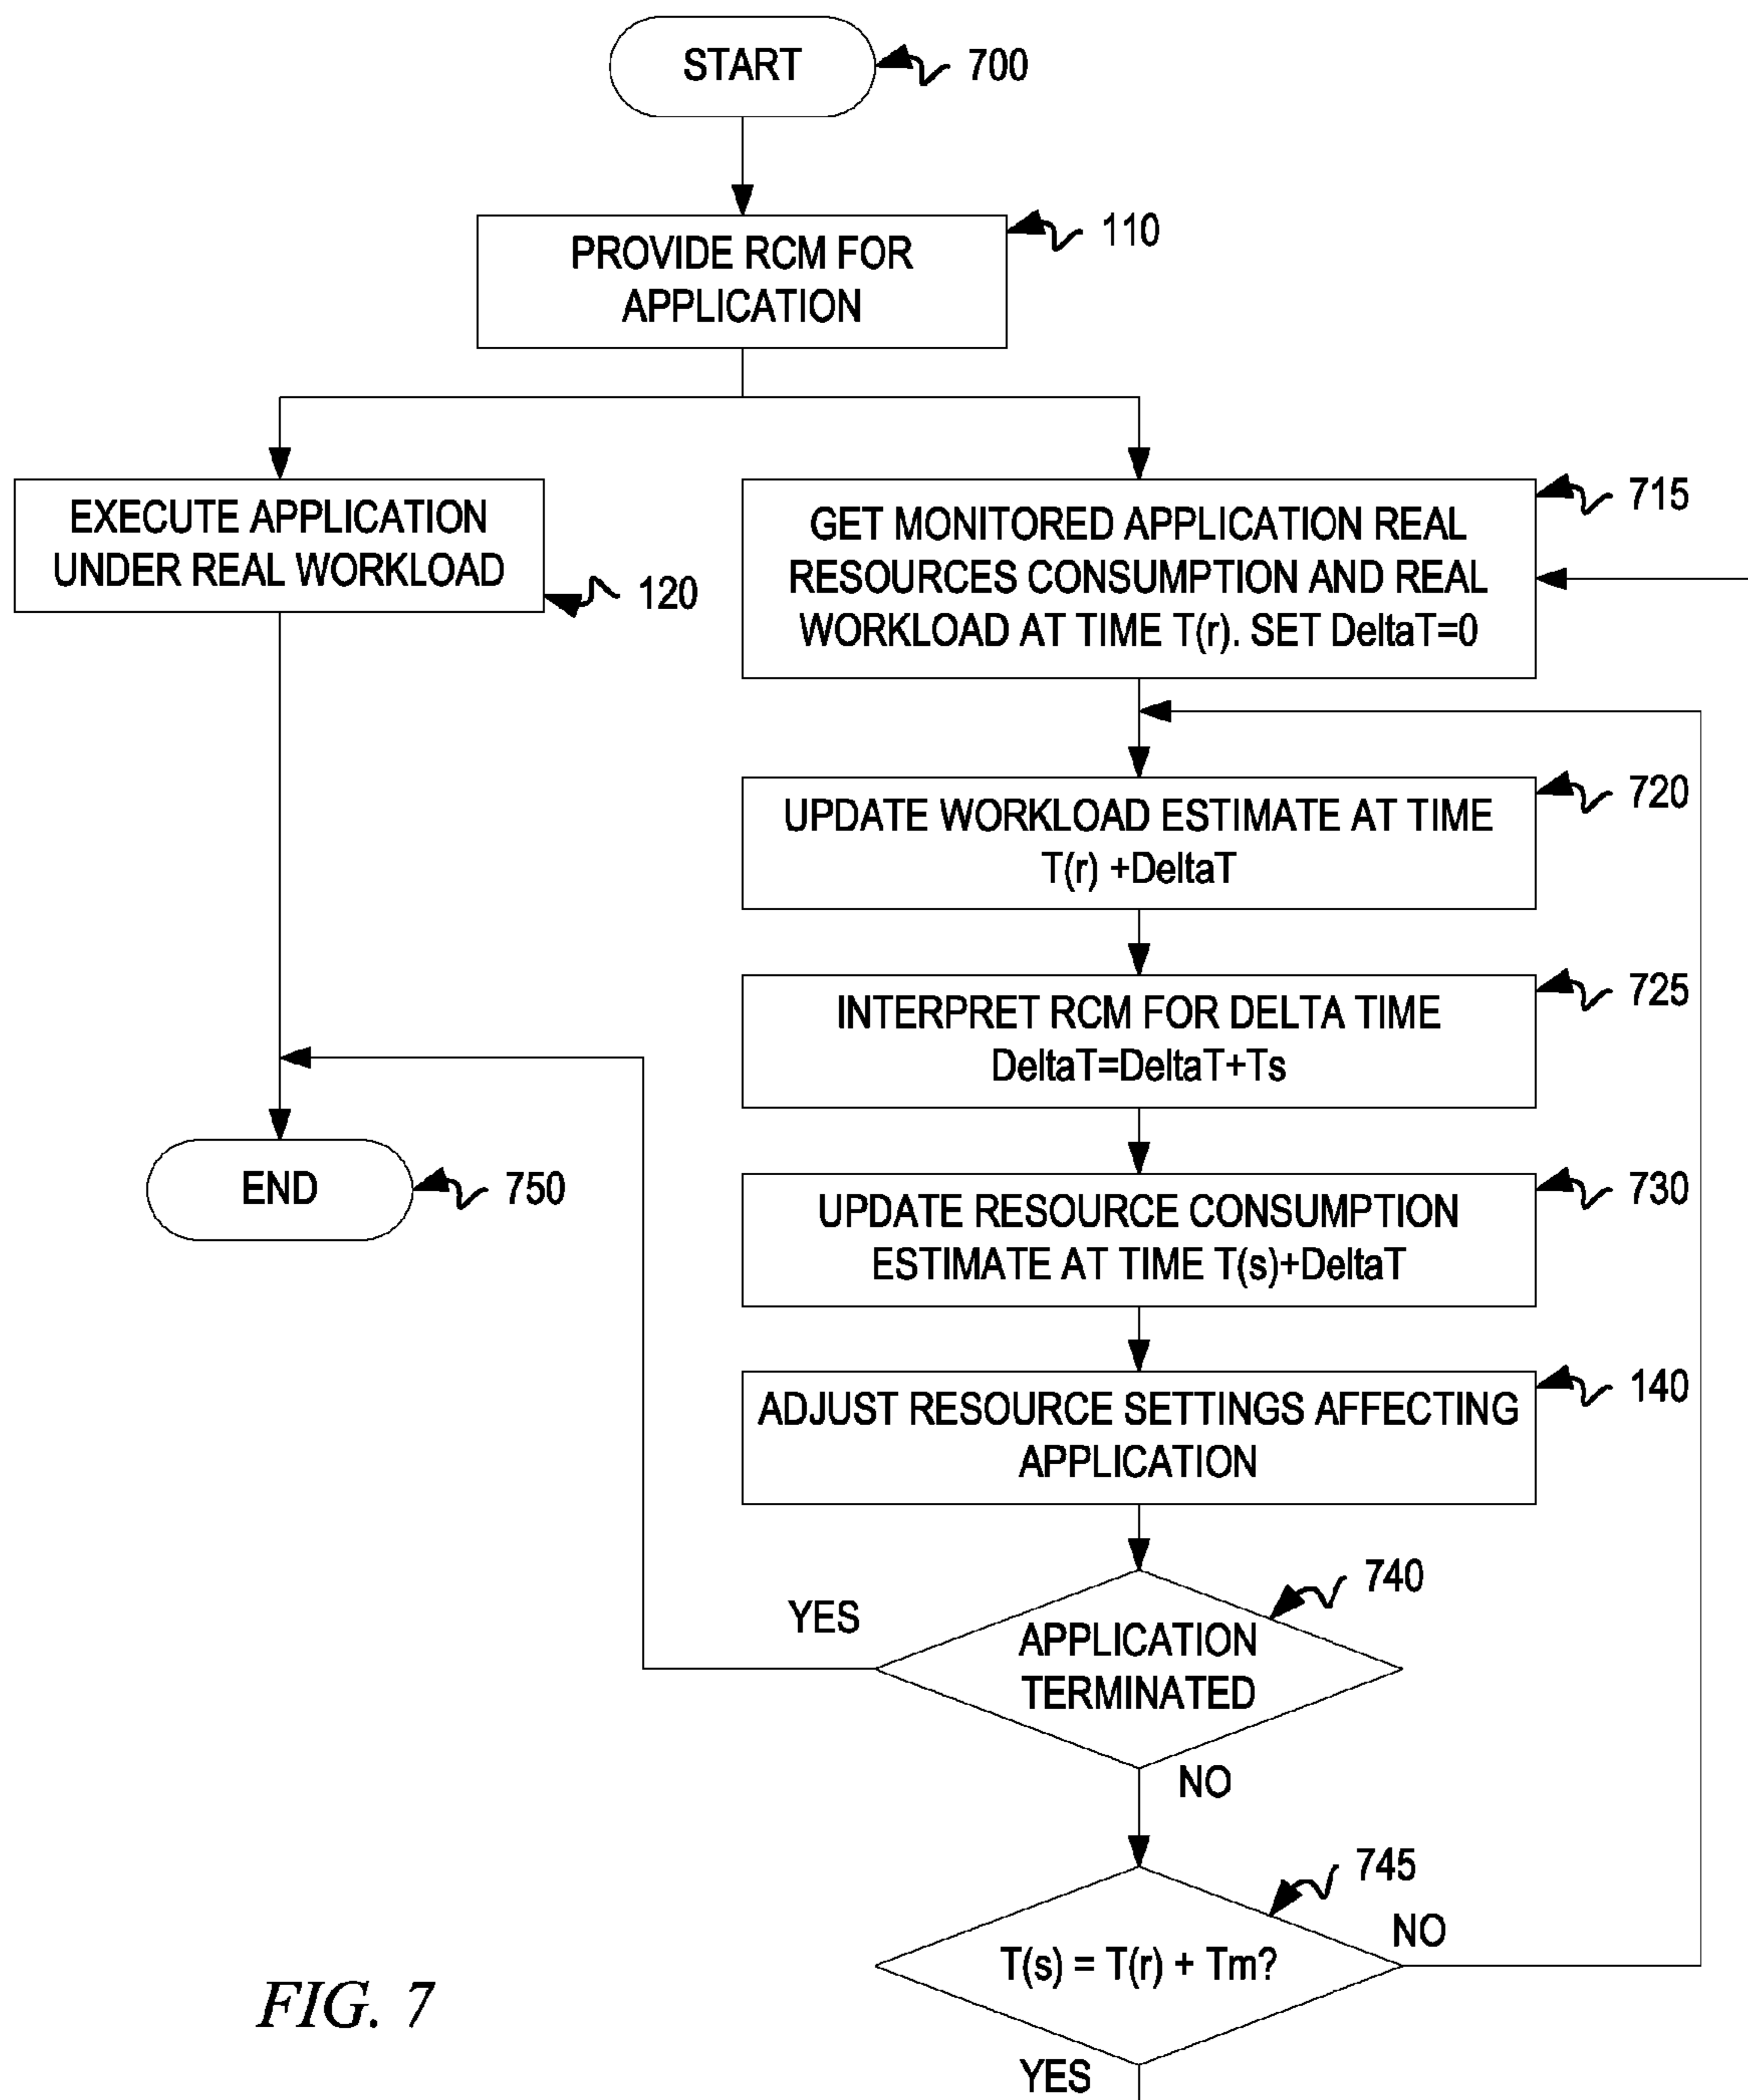 START
700
PROVIDE RCM FOR
APPLICATION
110
EXECUTE APPLICATION
UNDER REAL WORKLOAD
120
GET MONITORED APPLICATION REAL
RESOURCES CONSUMPTION AND REAL
WORKLOAD AT TIME T(r). SET DeltaT=0
715
UPDATE WORKLOAD ESTIMATE AT TIME
T(r) +DeltaT
720
INTERPRET RCM FOR DELTA TIME
DeltaT=DeltaT+Ts
725
END
750
UPDATE RESOURCE CONSUMPTION
ESTIMATE AT TIME T(s)+DeltaT
730
ADJUST RESOURCE SETTINGS AFFECTING
APPLICATION
140
YES
APPLICATION
TERMINATED
740
NO
T(s) = T(r) + Tm?
745
NO
YES
FIG. 7